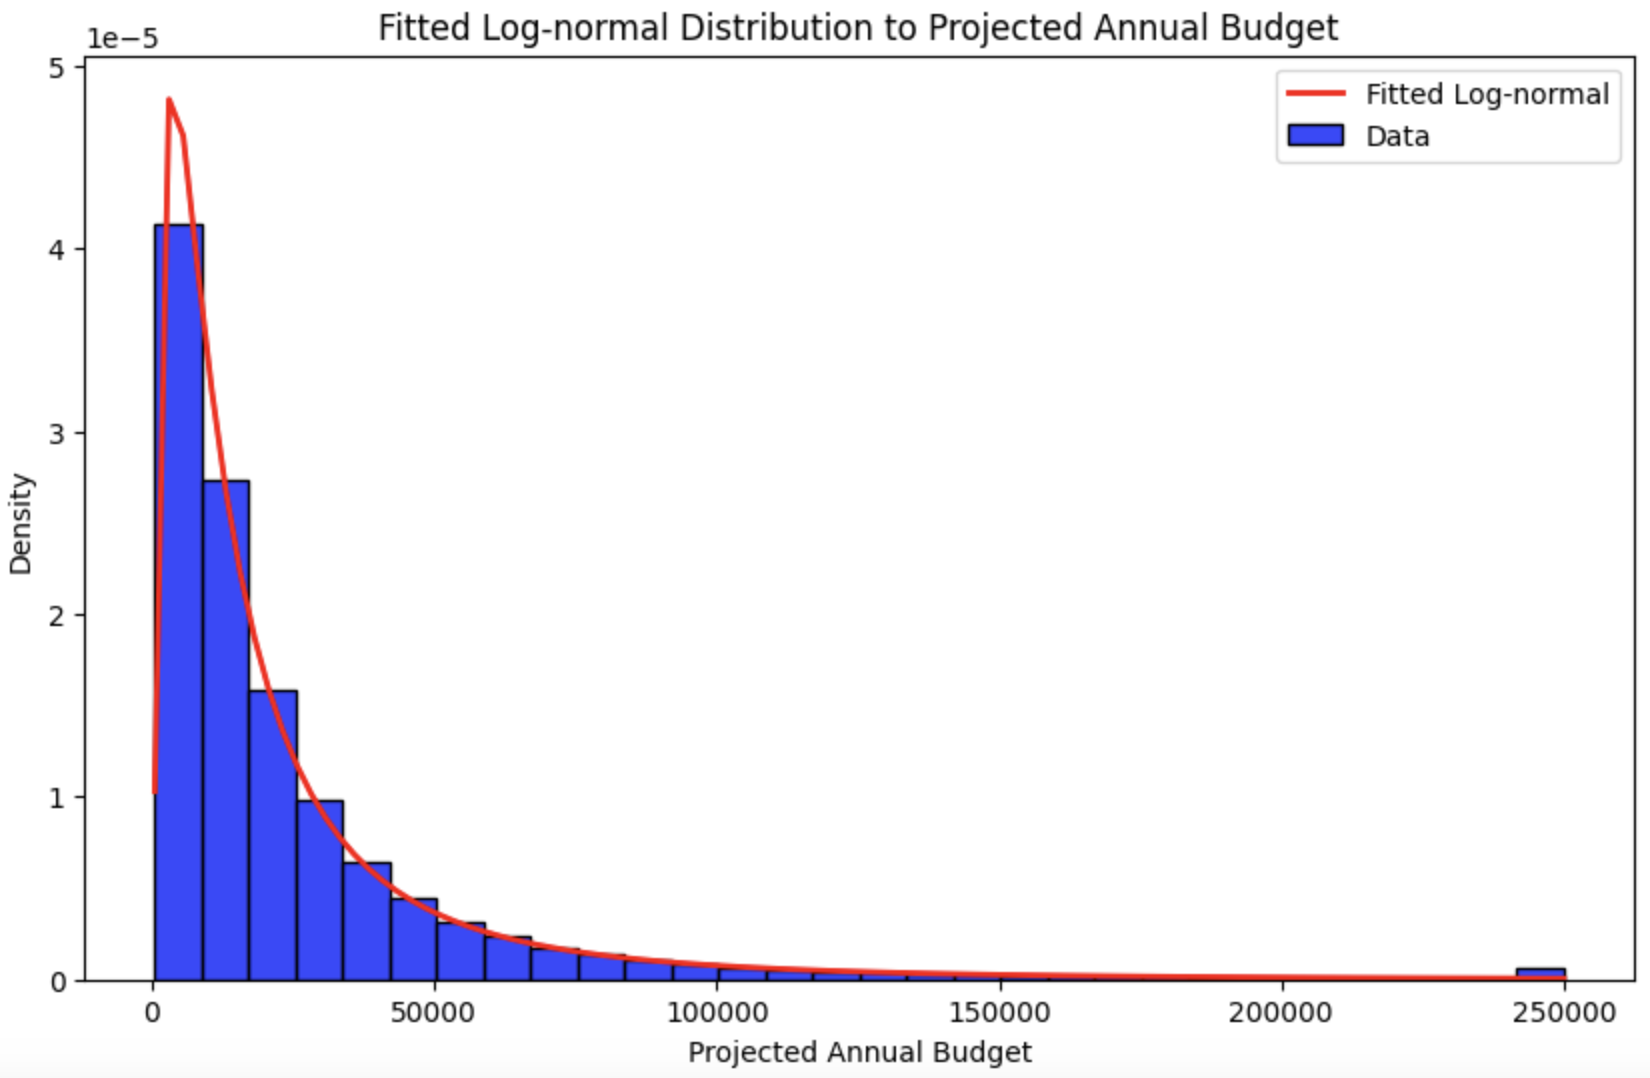 Fitted Log-normal Distribution to Projected Annual Budget
1e−5
Fitted Log-normal
Data
5
4
3
2
1
0
Density
0 50000 100000 150000 200000 250000
Projected Annual Budget